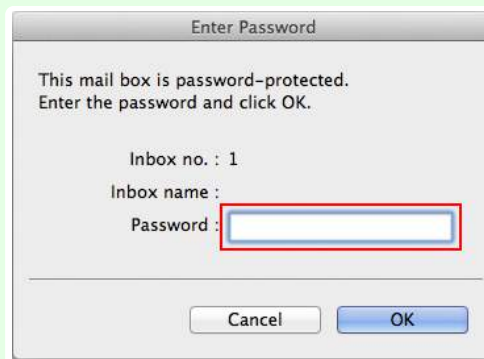 Enter Password
This mail box is password-protected.
Enter the password and click OK.
Inbox no. : 1
Inbox name :
Password :
Cancel
OK